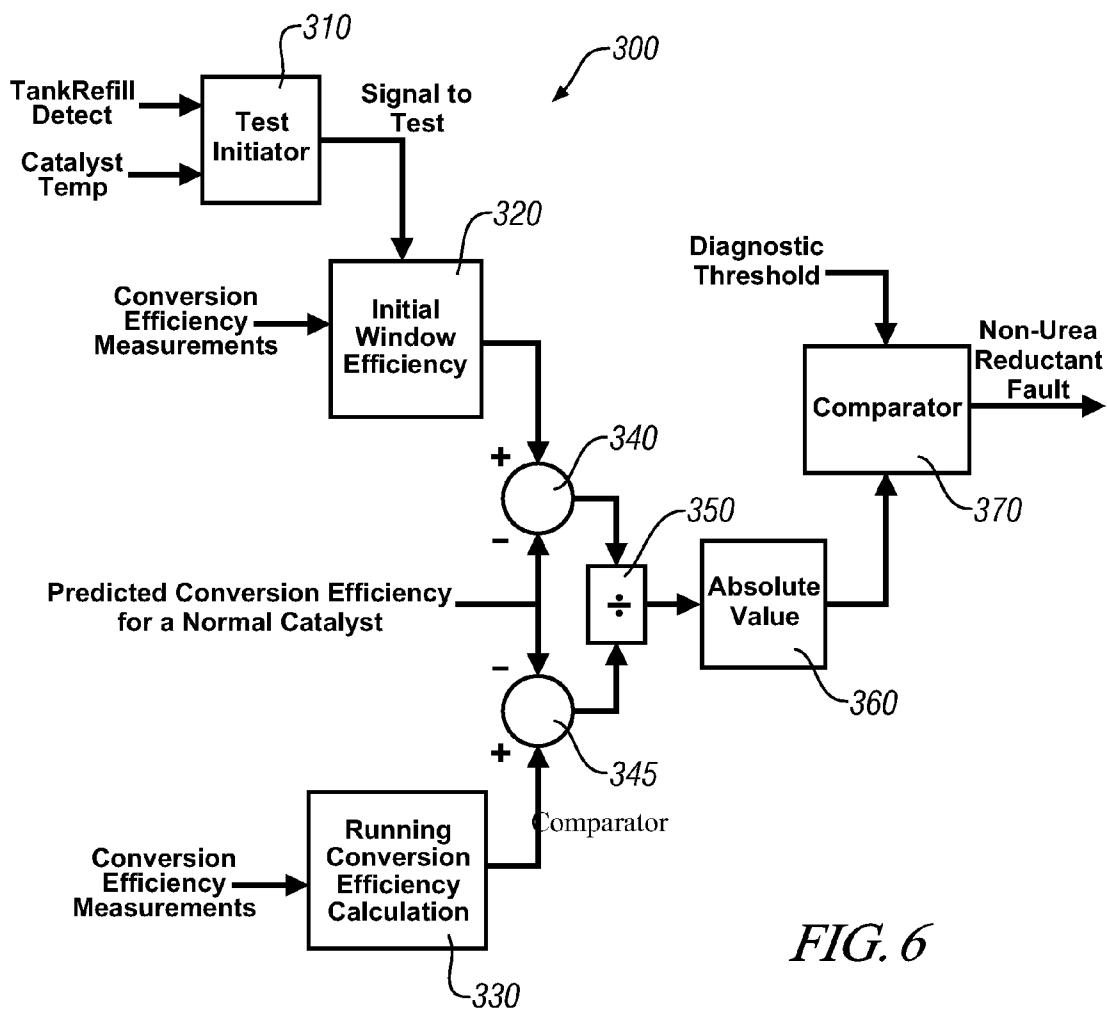 310
300
TankRefill
Detect
Catalyst
Temp
Test
Initiator
Signal to
Test
320
Conversion
Efficiency
Measurements
Initial
Window
Efficiency
Diagnostic
Threshold
Non-Urea
Reductant
Fault
Comparator
370
+
340
−
350
Predicted Conversion Efficiency
for a Normal Catalyst
÷
Absolute
Value
360
−
+
345
Comparator
Conversion
Efficiency
Measurements
Running
Conversion
Efficiency
Calculation
330
FIG. 6